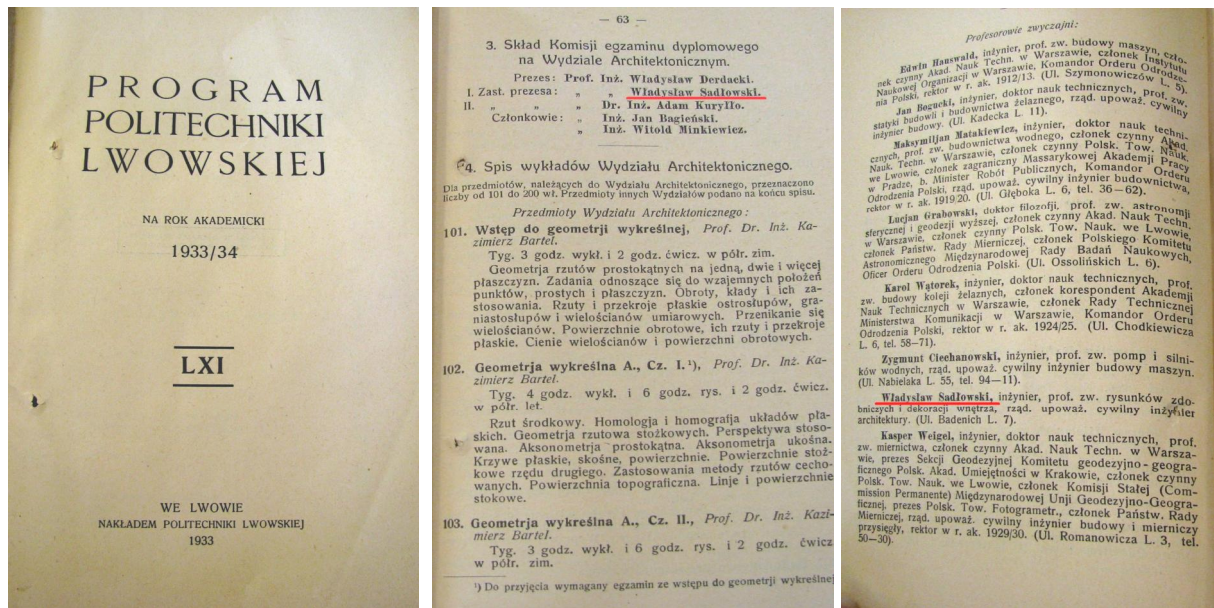 PROGRAM
POLITECHNIKI
LWOWSKIEJ
NA ROK AKADEMICKI
1933/34
LXI
WE LWOWIE
NAKŁADEM POLITECHNIKI LWOWSKIEJ
1933
— 63 —
3. Skład Komisji egzaminu dyplomowego
na Wydziale Architektonicznym.
Prezes: Prof. Inż. Władysław Derdacki.
I. Zast. prezesa: „ „ Władysław Sadłowski.
II. „ „ „ Dr. Inż. Adam Kuryłło.
Członkowie: „ Inż. Jan Bagieński.
„ Inż. Witold Minkiewicz.
4. Spis wykładów Wydziału Architektonicznego.
Dla przedmiotów, należących do Wydziału Architektonicznego, przeznaczono
liczby od 101 do 200 wł. Przedmioty innych Wydziałów podano na końcu spisu.
Przedmioty Wydziału Architektonicznego:
101. Wstęp do geometrji wykreślnej, Prof. Dr. Inż. Ka-
zimierz Bartel.
Tyg. 3 godz. wykł. i 2 godz. ćwicz. w półr. zim.
Geometrja rzutów prostokątnych na jedną, dwie i więcej
płaszczyzn. Zadania odnoszące się do wzajemnych położeń
punktów, prostych i płaszczyzn. Obroty, kłady i ich za-
stosowania. Rzuty i przekroje płaskie ostrosłupów, gra-
niastosłupów i wielościanów umiarowych. Przenikanie się
wielościanów. Powierzchnie obrotowe, ich rzuty i przekroje
płaskie. Cienie wielościanów i powierzchni obrotowych.
102. Geometrja wykreślna A., Cz. I.¹), Prof. Dr. Inż. Ka-
zimierz Bartel.
Tyg. 4 godz. wykł. i 6 godz. rys. i 2 godz. ćwicz.
w półr. let.
Rzut środkowy. Homologja i homografja układów pła-
skich. Geometrja rzutowa stożkowych. Perspektywa stoso-
wana. Aksonometrja prostokątna. Aksonometrja ukośna.
Krzywe płaskie, skośne, powierzchnie. Powierzchnie stoż-
kowe rzędu drugiego. Zastosowania metody rzutów cecho-
wanych. Powierzchnia topograficzna. Linje i powierzchnie
stokowe.
103. Geometrja wykreślna A., Cz. II., Prof. Dr. Inż. Kazi-
mierz Bartel.
Tyg. 3 godz. wykł. i 6 godz. rys. i 2 godz. ćwicz
w półr. zim.
¹) Do przyjęcia wymagany egzamin ze wstępu do geometrji wykreślnej
Profesorowie zwyczajni:
Edwin Hauswald, inżynier, prof. zw. budowy maszyn, czło-
nek czynny Akad. Nauk Techn. w Warszawie, członek Instytutu
Naukowej Organizacji w Warszawie, Komandor Orderu Odrodze-
nia Polski, rektor w r. ak. 1912/13. (Ul. Szymonowiczów L. 5).
Jan Bogucki, inżynier, doktor nauk technicznych, prof. zw.
statyki budowli i budownictwa żelaznego, rząd. upoważ. cywilny
inżynier budowy. (Ul. Kadecka L. 11).
Maksymiljan Matakiewicz, inżynier, doktor nauk techni-
cznych, prof. zw. budownictwa wodnego, członek czynny Akad.
Nauk. Techn. w Warszawie, członek czynny Polsk. Tow. Nauk.
we Lwowie, członek zagraniczny Massarykowej Akademji Pracy
w Pradze, b. Minister Robót Publicznych, Komandor Orderu
Odrodzenia Polski, rząd. upoważ. cywilny inżynier budownictwa,
rektor w r. ak. 1919/20. (Ul. Głęboka L. 6, tel. 36—62).
Lucjan Grabowski, doktor filozofji, prof. zw. astronomji
sferycznej i geodezji wyższej, członek czynny Akad. Nauk Techn.
w Warszawie, członek czynny Polsk. Tow. Nauk. we Lwowie,
członek Państw. Rady Mierniczej, członek Polskiego Komitetu
Astronomicznego Międzynarodowej Rady Badań Naukowych,
Oficer Orderu Odrodzenia Polski. (Ul. Ossolińskich L. 6).
Karol Wątorek, inżynier, doktor nauk technicznych, prof.
zw. budowy koleji żelaznych, członek korespondent Akademji
Nauk Technicznych w Warszawie, członek Rady Technicznej
Ministerstwa Komunikacji w Warszawie, Komandor Orderu
Odrodzenia Polski, rektor w r. ak. 1924/25. (Ul. Chodkiewicza
L. 6, tel. 58—71).
Zygmunt Ciechanowski, inżynier, prof. zw. pomp i silni-
ków wodnych, rząd. upoważ. cywilny inżynier budowy maszyn.
(Ul. Nabielaka L. 55, tel. 94—11).
Władysław Sadłowski, inżynier, prof. zw. rysunków zdo-
bniczych i dekoracji wnętrza, rząd. upoważ. cywilny inżynier
architektury. (Ul. Badenich L. 7).
Kasper Weigel, inżynier, doktor nauk technicznych, prof.
zw. miernictwa, członek czynny Akad. Nauk Techn. w Warsza-
wie, prezes Sekcji Geodezyjnej Komitetu geodezyjno-geogra-
ficznego Polsk. Akad. Umiejętności w Krakowie, członek czynny
Polsk. Tow. Nauk. we Lwowie, członek Komisji Stałej (Com-
mission Permanente) Międzynarodowej Unji Geodezyjno-Geogra-
ficznej, prezes Polsk. Tow. Fotogrametr., członek Państw. Rady
Mierniczej, rząd. upoważ. cywilny inżynier budowy i mierniczy
przysięgły, rektor w r. ak. 1929/30. (Ul. Romanowicza L. 3, tel.
50—30).